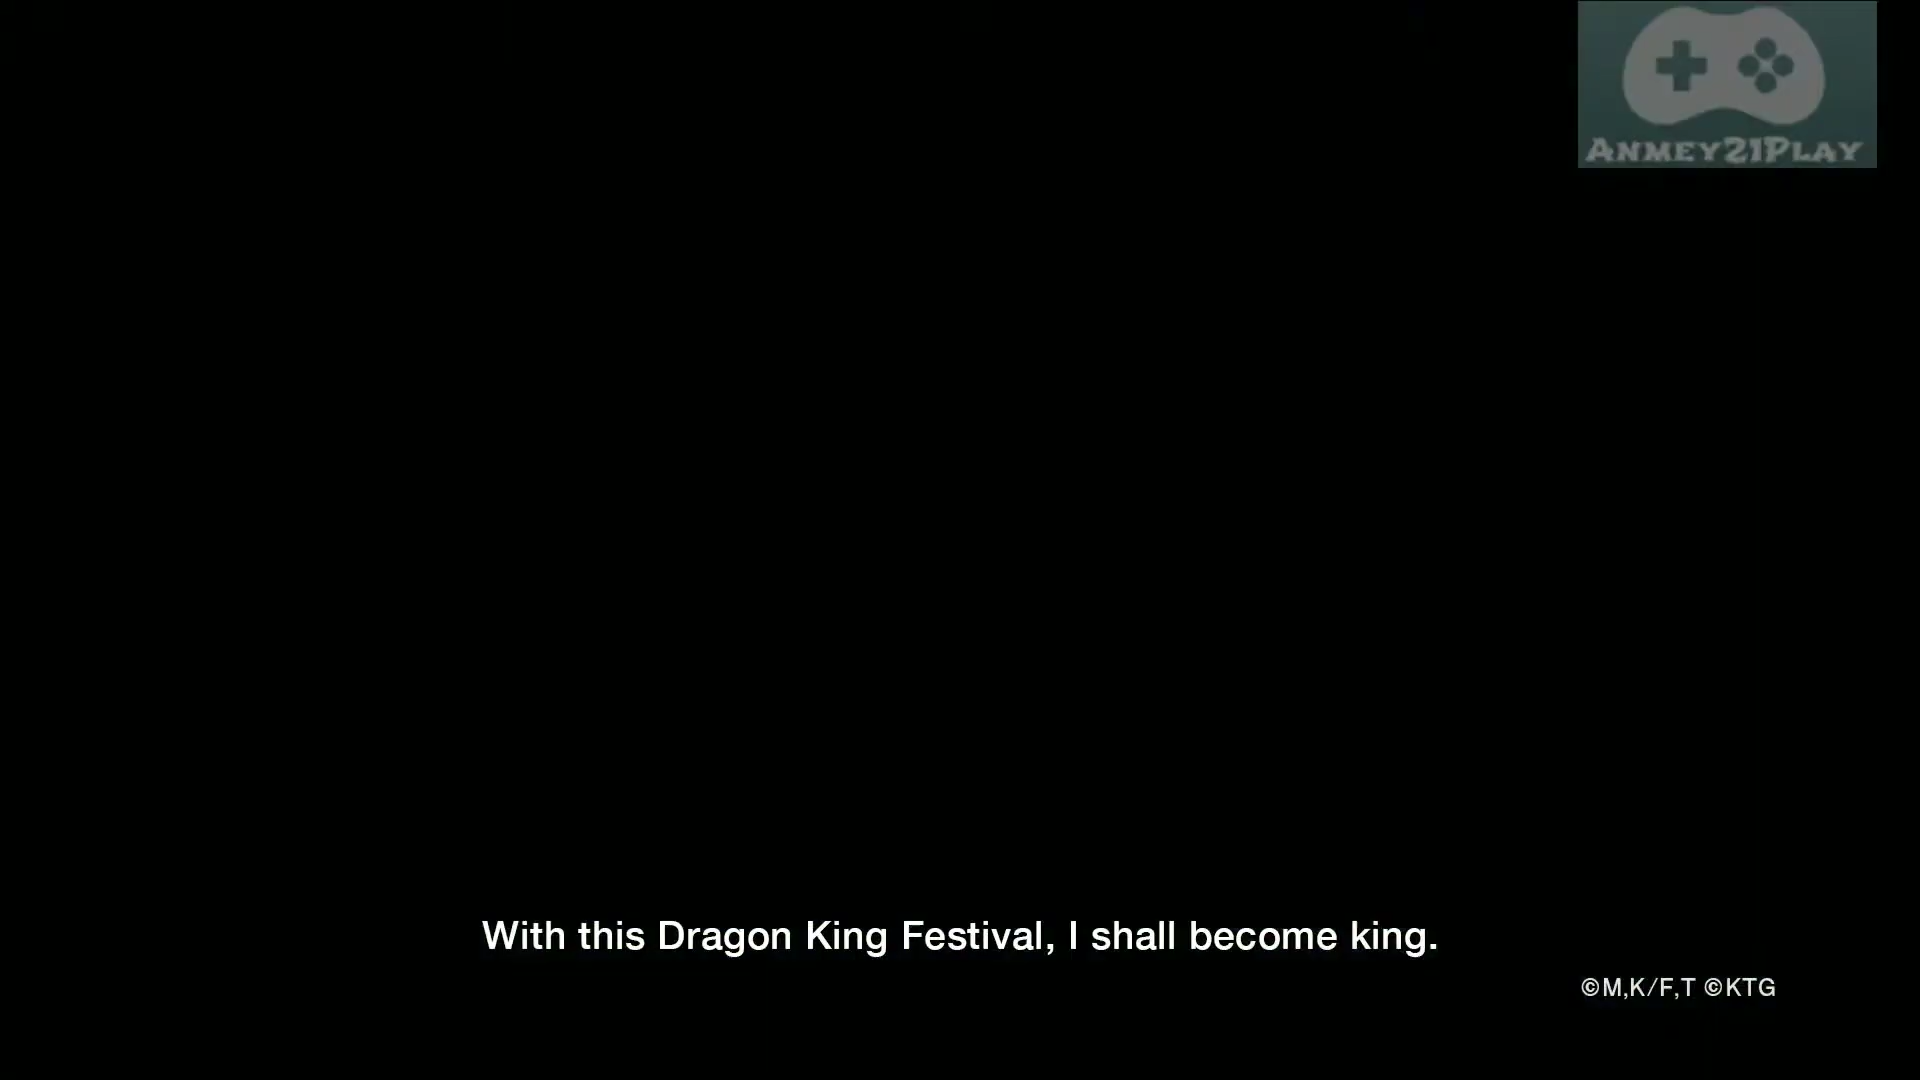 Anmey21Play
With this Dragon King Festival, I shall become king.
©M,K/F,T ©KTG